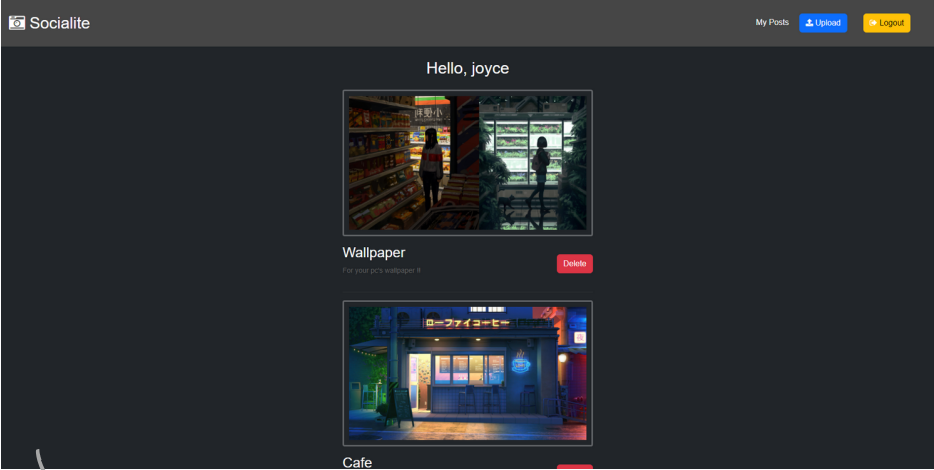 Socialite
My Posts
Upload
Logout
Hello, joyce
Wallpaper
For your pc's wallpaper !!
Delete
ローファイコーヒー
Cafe